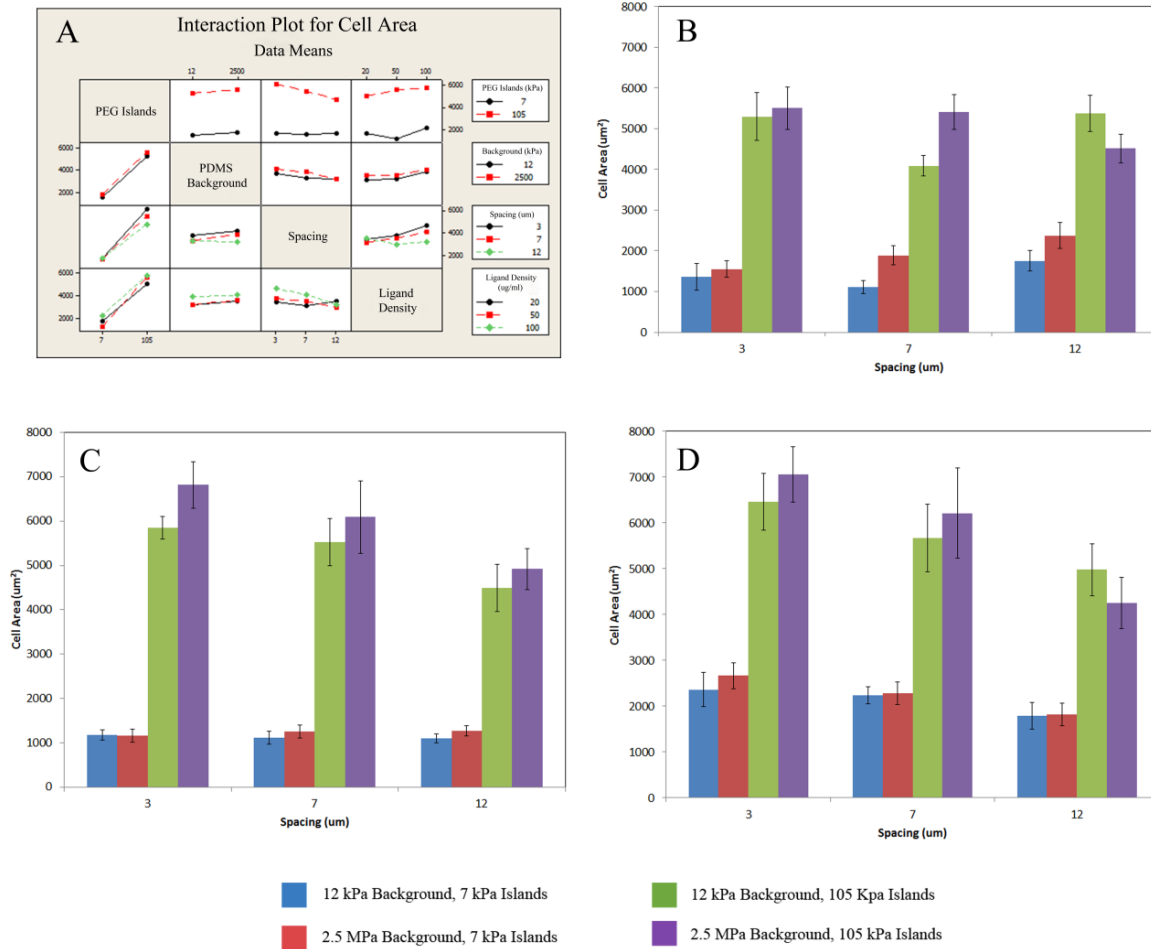 A
Interaction Plot for Cell Area
Data Means
12 2500 3 7 12 20 50 100
PEG Islands
6000
4000
2000
PEG Islands (kPa)
7
105
6000
4000
2000
PDMS
Background
Background (kPa)
12
2500
Spacing
6000
4000
2000
Spacing (um)
3
7
12
6000
4000
2000
Ligand
Density
Ligand Density
(ug/ml)
20
50
100
7 105 3 7 12
B
Cell Area (um²)
8000
7000
6000
5000
4000
3000
2000
1000
0
3 7 12
Spacing (um)
C
Cell Area (um²)
8000
7000
6000
5000
4000
3000
2000
1000
0
3 7 12
Spacing (um)
D
Cell Area (um²)
8000
7000
6000
5000
4000
3000
2000
1000
0
3 7 12
Spacing (um)
12 kPa Background, 7 kPa Islands
12 kPa Background, 105 Kpa Islands
2.5 MPa Background, 7 kPa Islands
2.5 MPa Background, 105 kPa Islands